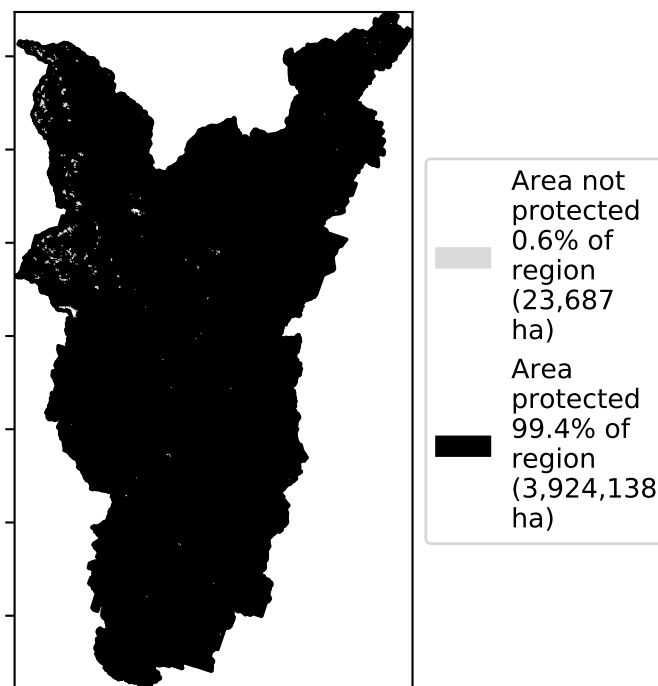 Area not
protected
0.6% of
region
(23,687
ha)
Area
protected
99.4% of
region
(3,924,138
ha)